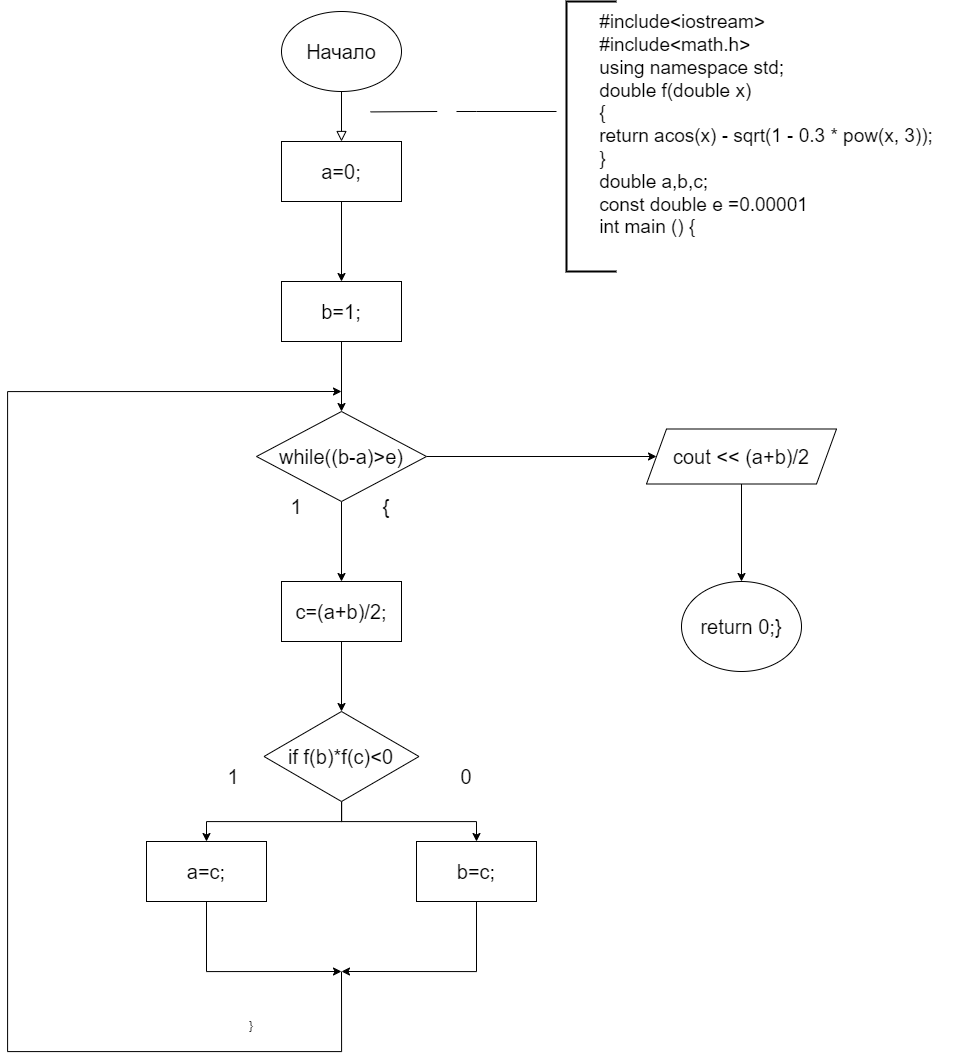 Начало
#include<iostream>
#include<math.h>
using namespace std;
double f(double x)
{
return acos(x) - sqrt(1 - 0.3 * pow(x, 3));
}
double a,b,c;
const double e =0.00001
int main () {
a=0;
b=1;
while((b-a)>e)
cout << (a+b)/2
1
{
c=(a+b)/2;
return 0;}
if f(b)*f(c)<0
1
0
a=c;
b=c;
}